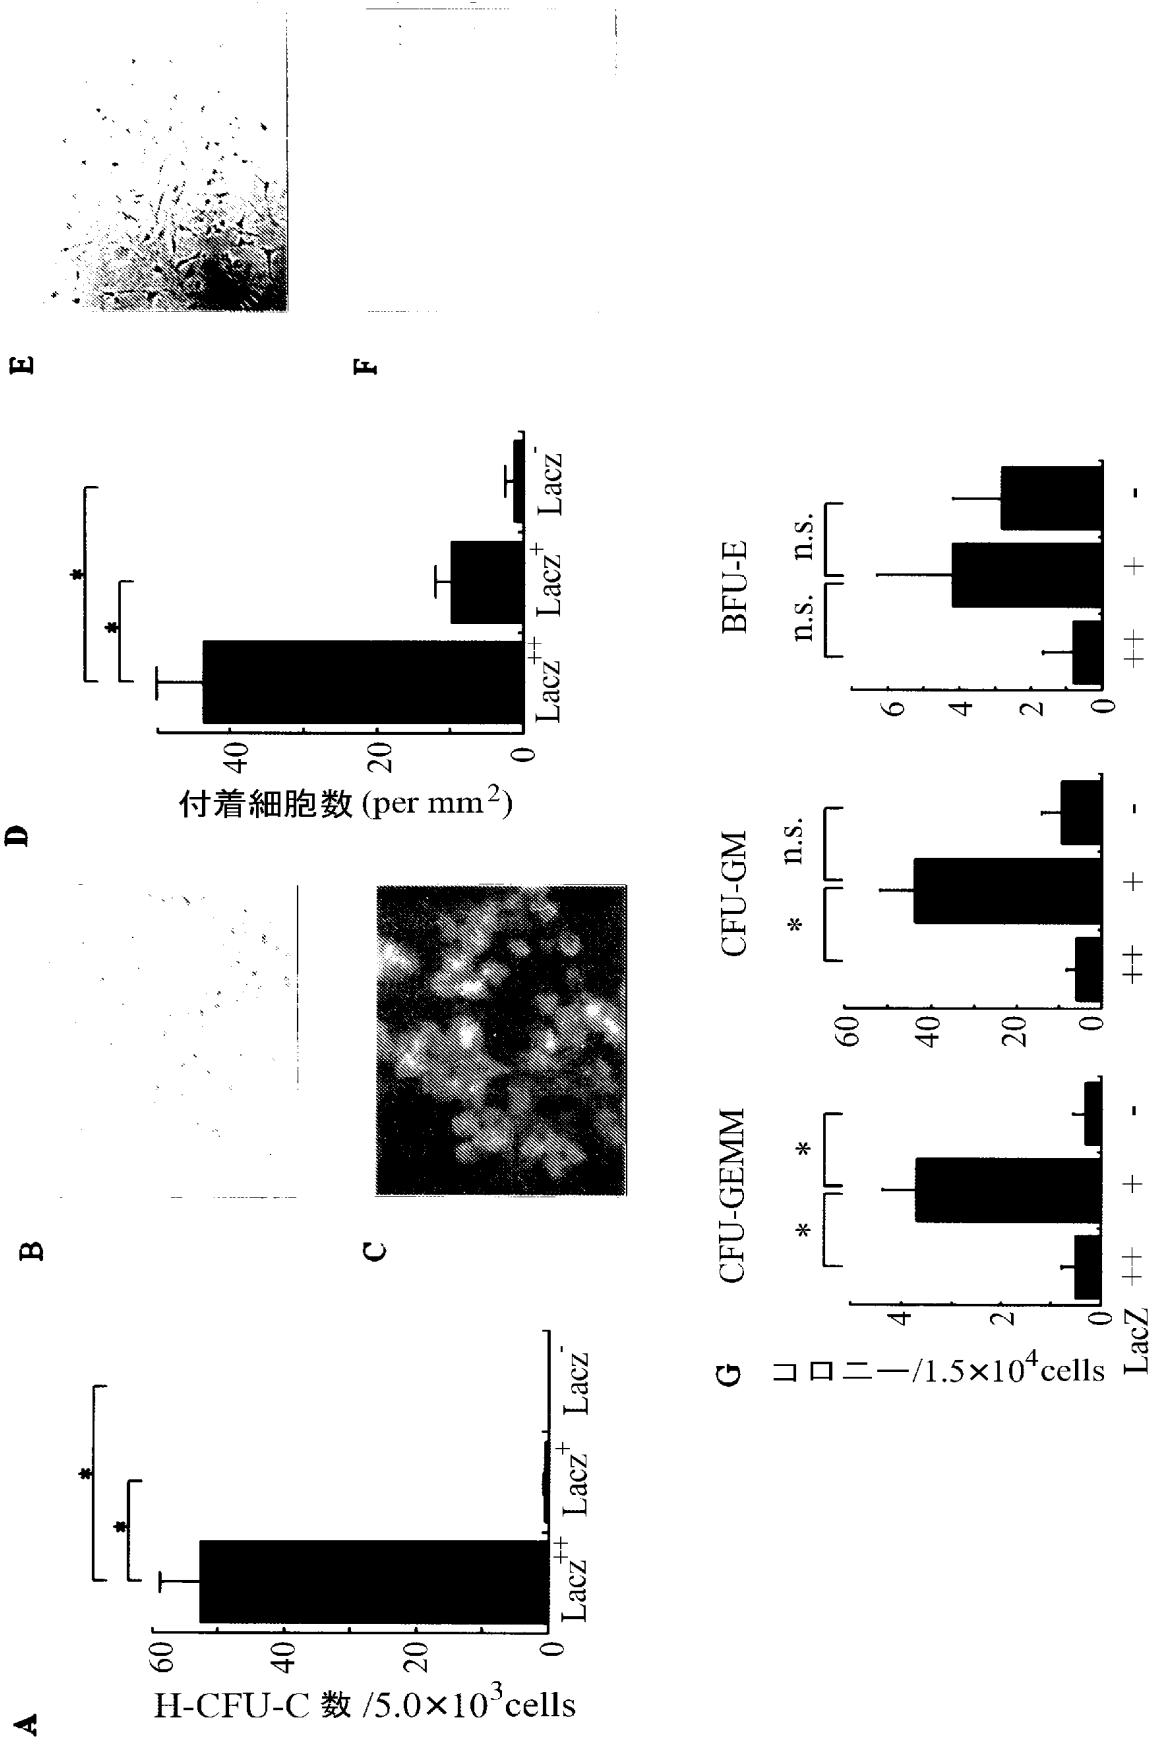 A
H-CFU-C 数 /5.0×10³cells
60
40
20
0
*
*
Lacz⁺⁺
Lacz⁺
Lacz⁻
B
C
D
付着細胞数 (per mm²)
40
20
0
*
*
Lacz⁺⁺
Lacz⁺
Lacz⁻
E
F
G
コロニー/1.5×10⁴cells
CFU-GEMM
4
2
0
*
*
LacZ
++
+
-
CFU-GM
60
40
20
0
*
n.s.
++
+
-
BFU-E
6
4
2
0
n.s.
n.s.
++
+
-